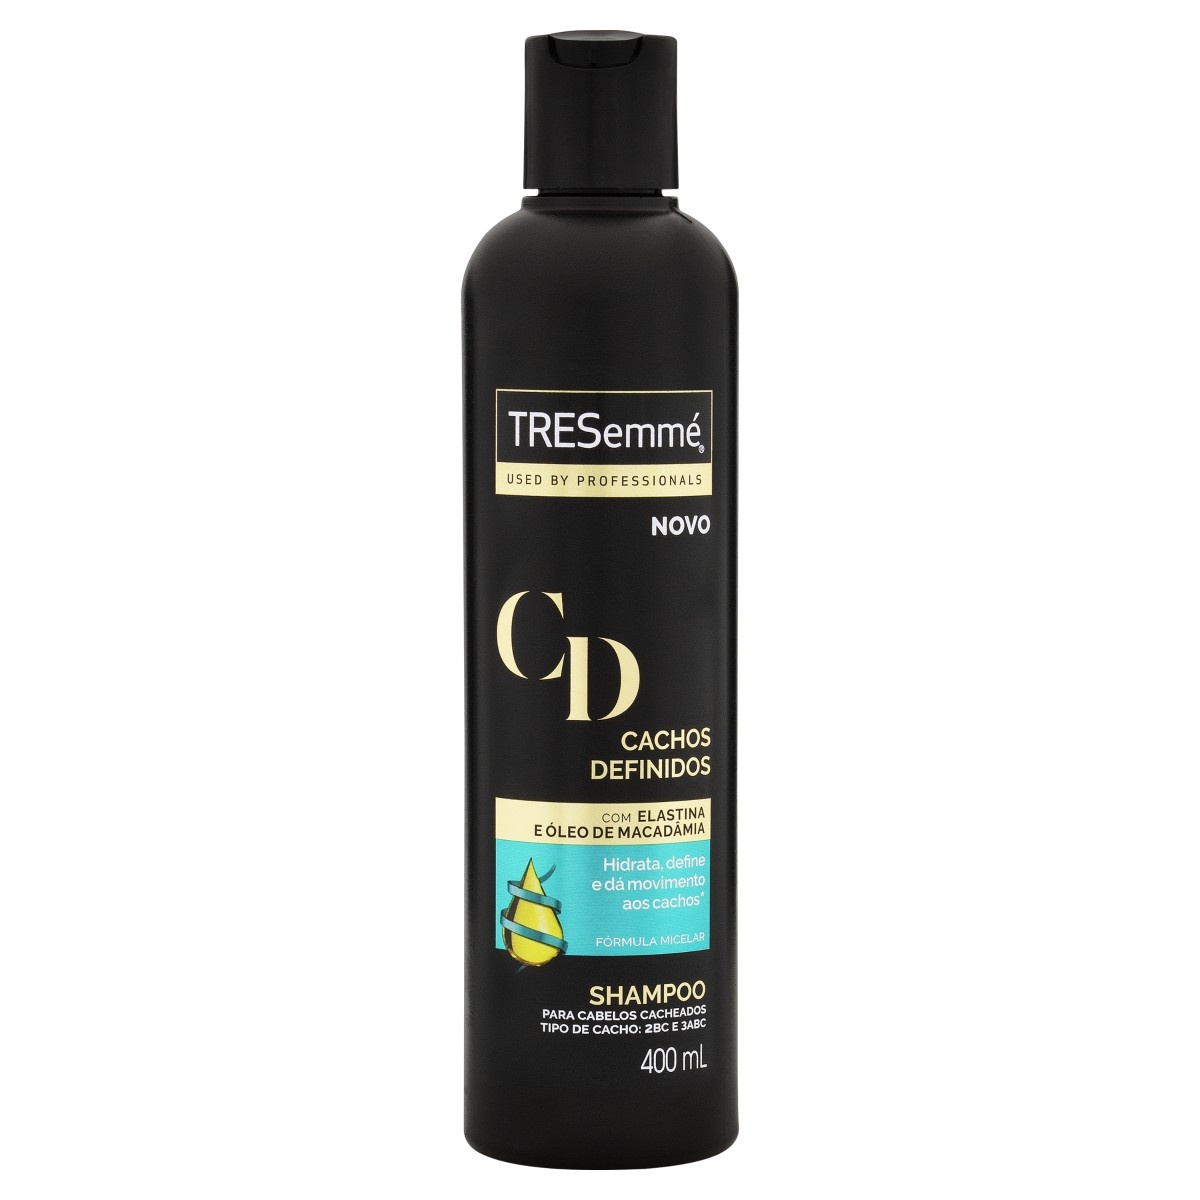 TRESemmé®
USED BY PROFESSIONALS
NOVO
CD
CACHOS
DEFINIDOS
COM ELASTINA
E ÓLEO DE MACADÂMIA
Hidrata, define
e dá movimento
aos cachos*
FÓRMULA MICELAR
SHAMPOO
PARA CABELOS CACHEADOS
TIPO DE CACHO: 2BC E 3ABC
400 mL